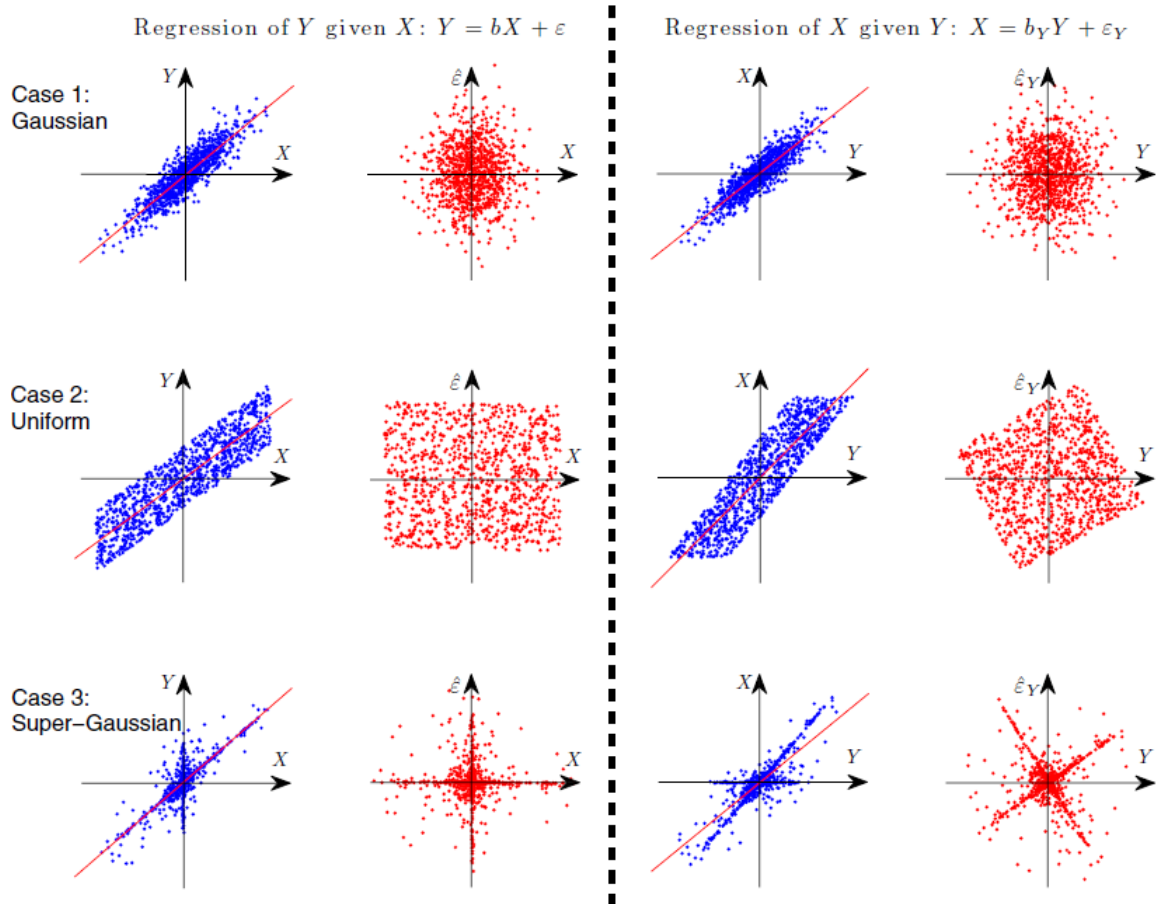 Regression of Y given X: Y = bX + ε
Regression of X given Y: X = b_Y Y + ε_Y
Case 1:
Gaussian
Y
X
ε̂
X
X
Y
ε̂_Y
Y
Case 2:
Uniform
Y
X
ε̂
X
X
Y
ε̂_Y
Y
Case 3:
Super−Gaussian
Y
X
ε̂
X
X
Y
ε̂_Y
Y